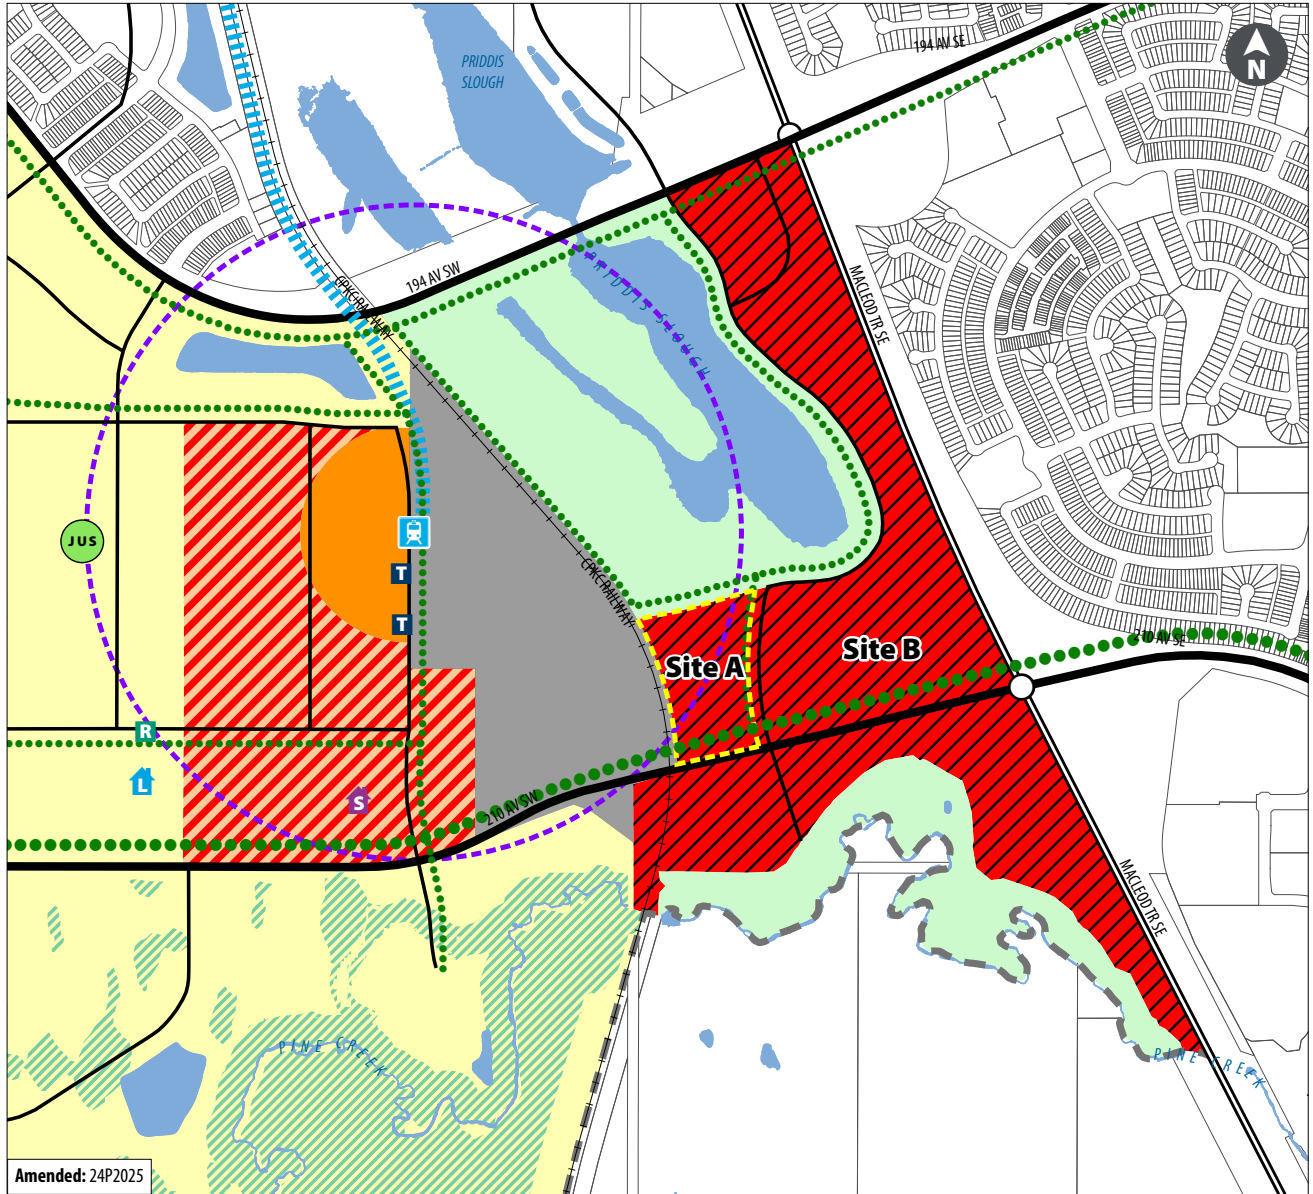 PRIDDIS
SLOUGH
194 AV SE
N
194 AV SW
CPKC RAILWAY
PRIDDIS SLOUGH
MACLEOD TR SE
JUS
T
T
CPKC RAILWAY
Site A
Site B
210 AV SE
R
L
S
210 AV SW
MACLEOD TR SE
PINE CREEK
PINE CREEK
Amended: 24P2025